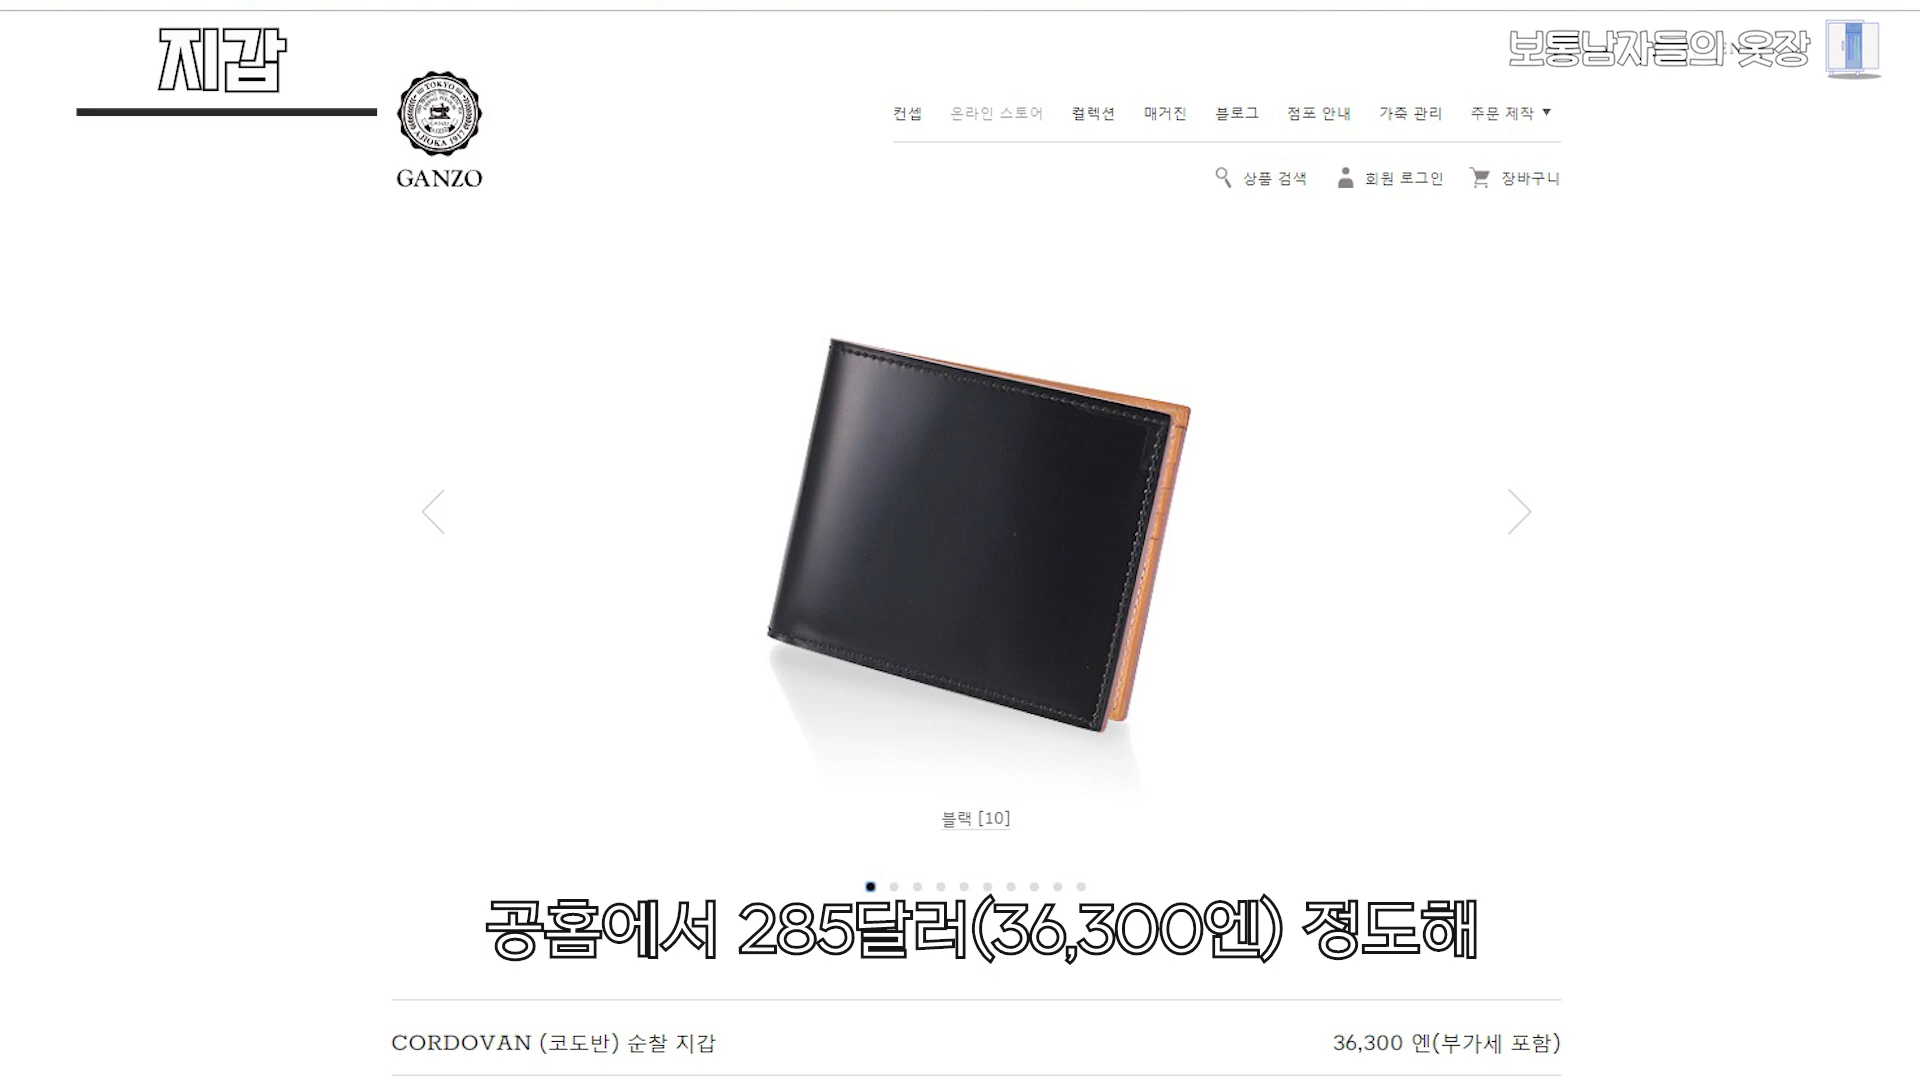 지갑
보통남자들의 옷장
TOKYO
AJIOKA 1917
GANZO
컨셉 온라인 스토어 컬렉션 매거진 블로그 점포 안내 가죽 관리 주문 제작 ▼
상품 검색 회원 로그인 장바구니
블랙 [10]
공홈에서 285달러(36,300엔) 정도해
CORDOVAN (코도반) 순찰 지갑 36,300 엔(부가세 포함)